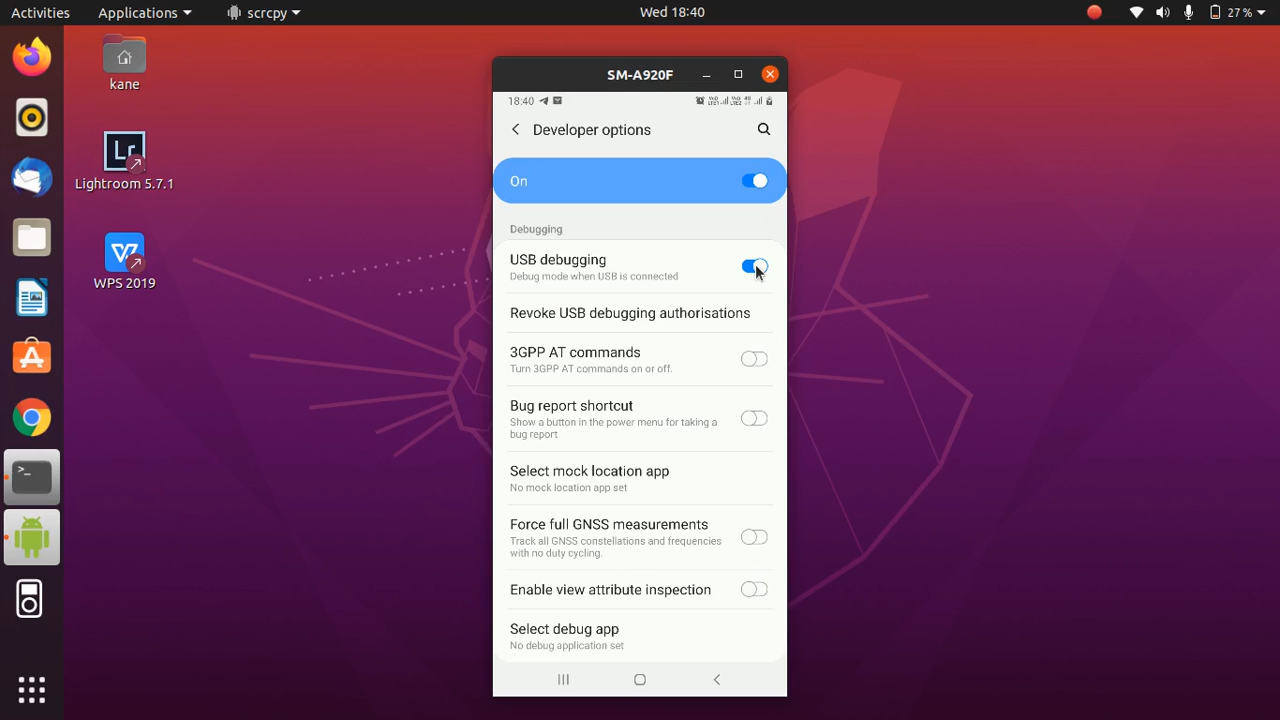 Activities
Applications
scrcpy
Wed 18:40
27 %
kane
Lr
Lightroom 5.7.1
WPS 2019
SM-A920F
18:40
Developer options
On
Debugging
USB debugging
Debug mode when USB is connected
Revoke USB debugging authorisations
3GPP AT commands
Turn 3GPP AT commands on or off.
Bug report shortcut
Show a button in the power menu for taking a
bug report
Select mock location app
No mock location app set
Force full GNSS measurements
Track all GNSS constellations and frequencies
with no duty cycling.
Enable view attribute inspection
Select debug app
No debug application set